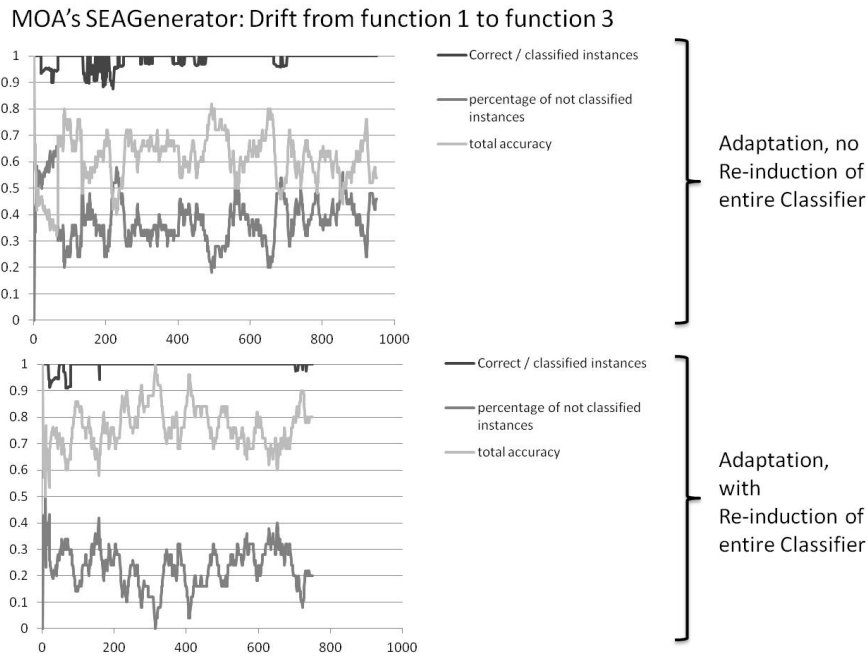 MOA's SEAGenerator: Drift from function 1 to function 3
1
0.9
0.8
0.7
0.6
0.5
0.4
0.3
0.2
0.1
0
0
200
400
600
800
1000
Correct / classified instances
percentage of not classified
instances
total accuracy
Adaptation, no
Re-induction of
entire Classifier
1
0.9
0.8
0.7
0.6
0.5
0.4
0.3
0.2
0.1
0
0
200
400
600
800
1000
Correct / classified instances
percentage of not classified
instances
total accuracy
Adaptation,
with
Re-induction of
entire Classifier